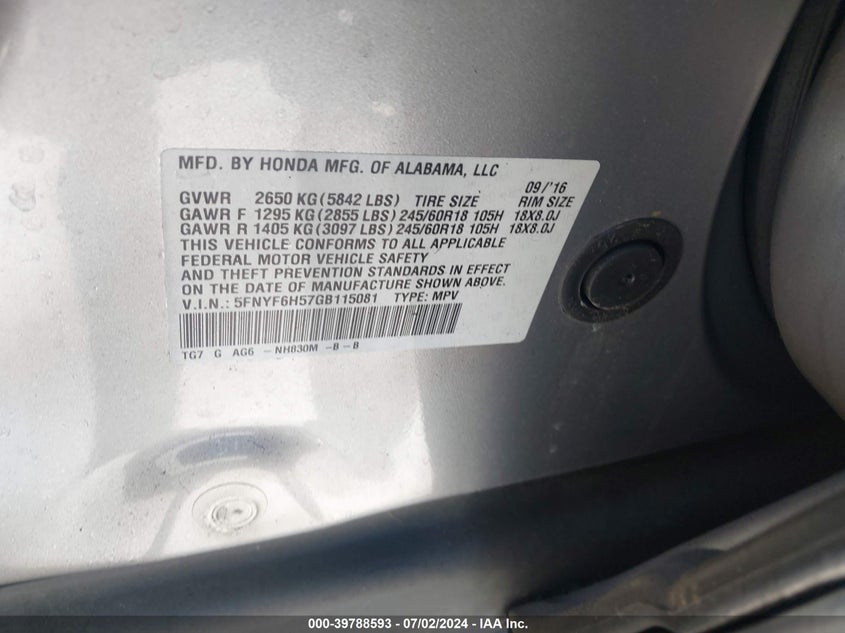 MFD. BY HONDA MFG. OF ALABAMA, LLC
09/'16
GVWR 2650 KG (5842 LBS) TIRE SIZE RIM SIZE
GAWR F 1295 KG (2855 LBS) 245/60R18 105H 18X8.0J
GAWR R 1405 KG (3097 LBS) 245/60R18 105H 18X8.0J
THIS VEHICLE CONFORMS TO ALL APPLICABLE
FEDERAL MOTOR VEHICLE SAFETY
AND THEFT PREVENTION STANDARDS IN EFFECT
ON THE DATE OF MANUFACTURE SHOWN ABOVE.
V.I.N.: 5FNYF6H57GB115081 TYPE: MPV
TG7 G AG6 -NH830M -B-B
000-39788593 / 07/02/2024 / IAA Inc.